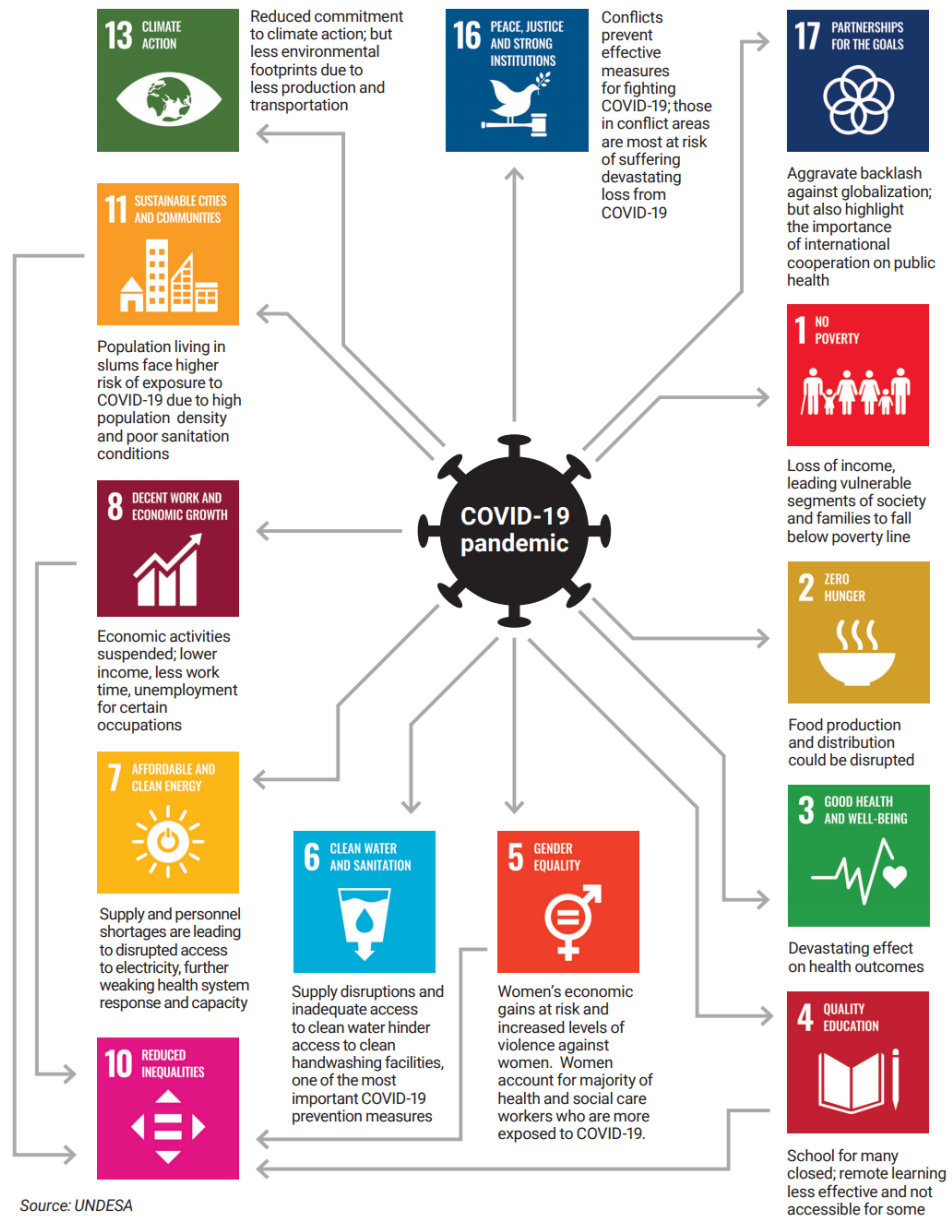 13 CLIMATE
ACTION
Reduced commitment
to climate action; but
less environmental
footprints due to
less production and
transportation
16 PEACE, JUSTICE
AND STRONG
INSTITUTIONS
Conflicts
prevent
effective
measures
for fighting
COVID-19; those
in conflict areas
are most at risk
of suffering
devastating
loss from
COVID-19
17 PARTNERSHIPS
FOR THE GOALS
Aggravate backlash
against globalization;
but also highlight
the importance
of international
cooperation on public
health
11 SUSTAINABLE CITIES
AND COMMUNITIES
Population living in
slums face higher
risk of exposure to
COVID-19 due to high
population density
and poor sanitation
conditions
1 NO
POVERTY
Loss of income,
leading vulnerable
segments of society
and families to fall
below poverty line
COVID-19
pandemic
8 DECENT WORK AND
ECONOMIC GROWTH
Economic activities
suspended; lower
income, less work
time, unemployment
for certain
occupations
2 ZERO
HUNGER
Food production
and distribution
could be disrupted
7 AFFORDABLE AND
CLEAN ENERGY
Supply and personnel
shortages are leading
to disrupted access
to electricity, further
weaking health system
response and capacity
6 CLEAN WATER
AND SANITATION
Supply disruptions and
inadequate access
to clean water hinder
access to clean
handwashing facilities,
one of the most
important COVID-19
prevention measures
5 GENDER
EQUALITY
Women's economic
gains at risk and
increased levels of
violence against
women. Women
account for majority of
health and social care
workers who are more
exposed to COVID-19.
3 GOOD HEALTH
AND WELL-BEING
Devastating effect
on health outcomes
4 QUALITY
EDUCATION
School for many
closed; remote learning
less effective and not
accessible for some
10 REDUCED
INEQUALITIES
Source: UNDESA